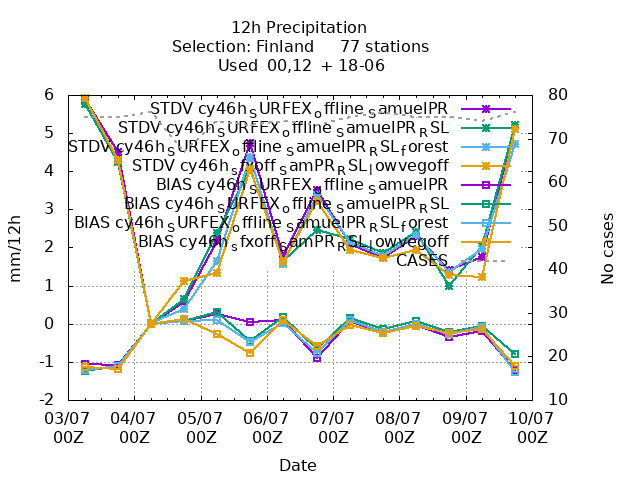 12h Precipitation
Selection: Finland 77 stations
Used 00,12 + 18-06
STDV cy46h_SURFEX_offline_SamuelPR
STDV cy46h_SURFEX_offline_SamuelPR_RSL
STDV cy46h_SURFEX_offline_SamuelPR_RSL_forest
STDV cy46h_sfxoff_SamPR_RSL_lowvegoff
BIAS cy46h_SURFEX_offline_SamuelPR
BIAS cy46h_SURFEX_offline_SamuelPR_RSL
BIAS cy46h_SURFEX_offline_SamuelPR_RSL_forest
BIAS cy46h_sfxoff_SamPR_RSL_lowvegoff
CASES
6
5
4
3
2
1
0
-1
-2
mm/12h
80
70
60
50
40
30
20
10
No cases
03/07 04/07 05/07 06/07 07/07 08/07 09/07 10/07
00Z 00Z 00Z 00Z 00Z 00Z 00Z 00Z
Date